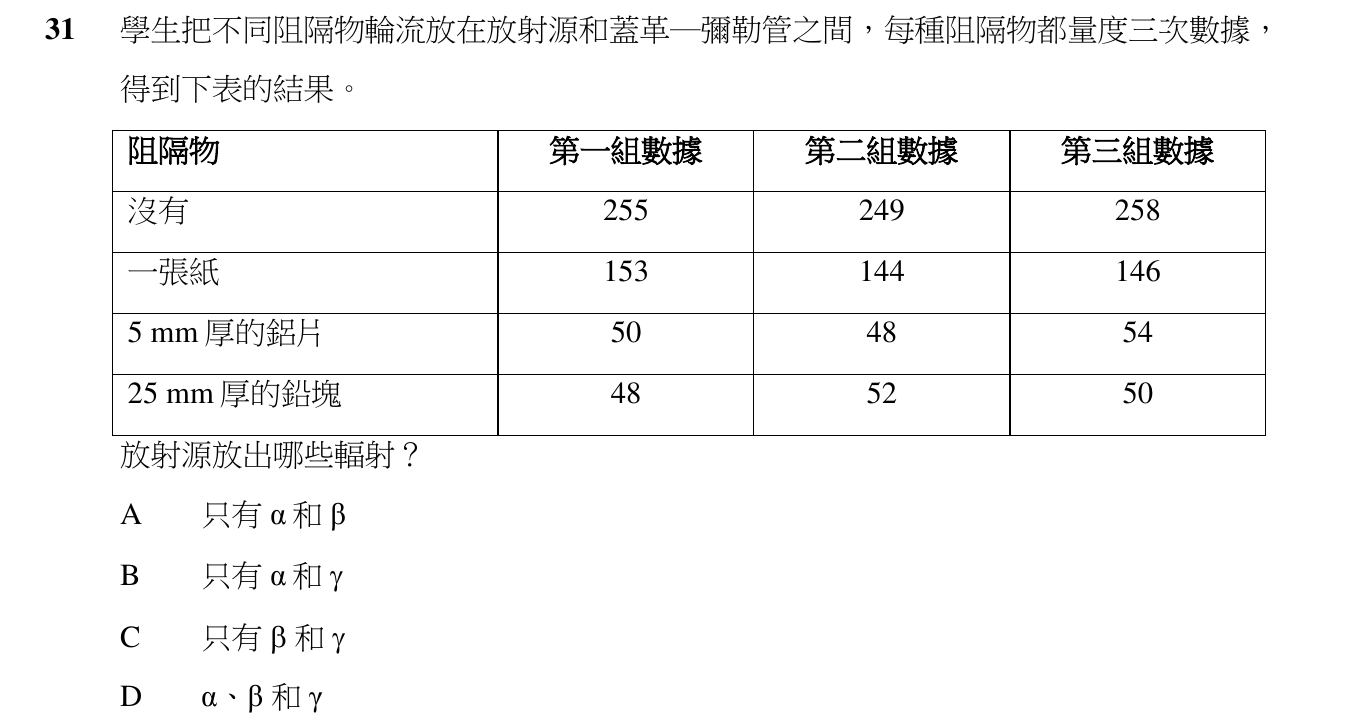 31 學生把不同阻隔物輪流放在放射源和蓋革─彌勒管之間，每種阻隔物都量度三次數據，
得到下表的結果。
阻隔物 第一組數據 第二組數據 第三組數據
沒有 255 249 258
一張紙 153 144 146
5 mm 厚的鋁片 50 48 54
25 mm 厚的鉛塊 48 52 50
放射源放出哪些輻射？
A 只有 α 和 β
B 只有 α 和 γ
C 只有 β 和 γ
D α、β 和 γ